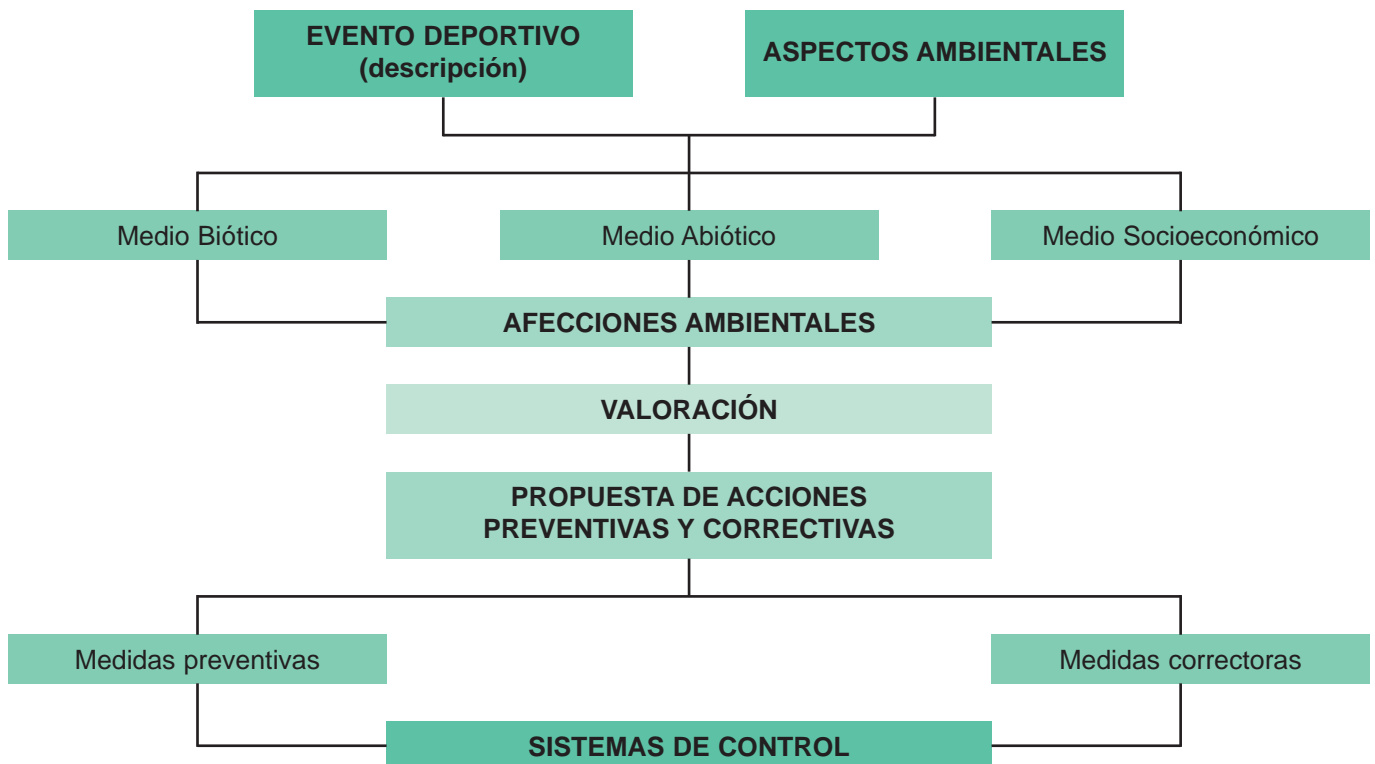 EVENTO DEPORTIVO
(descripción)
ASPECTOS AMBIENTALES
Medio Biótico
Medio Abiótico
Medio Socioeconómico
AFECCIONES AMBIENTALES
VALORACIÓN
PROPUESTA DE ACCIONES
PREVENTIVAS Y CORRECTIVAS
Medidas preventivas
Medidas correctoras
SISTEMAS DE CONTROL